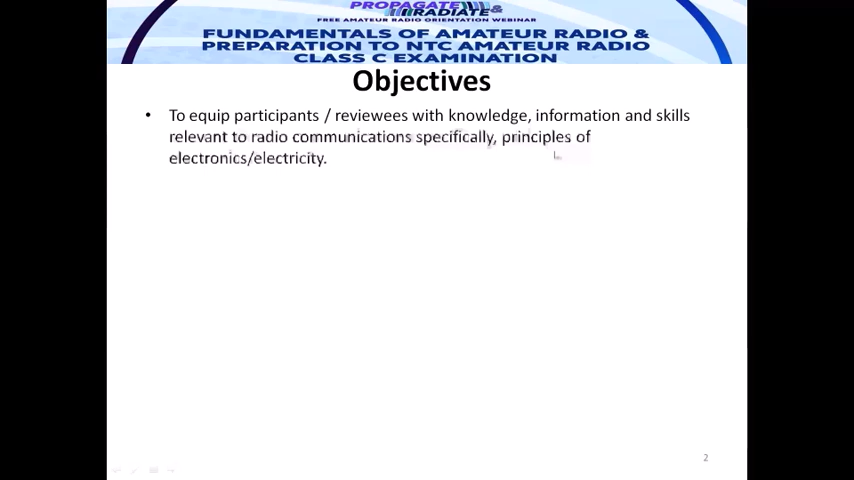 PROPAGATE &
RADIATE
FREE AMATEUR RADIO ORIENTATION WEBINAR
FUNDAMENTALS OF AMATEUR RADIO &
PREPARATION TO NTC AMATEUR RADIO
CLASS C EXAMINATION
Objectives
• To equip participants / reviewees with knowledge, information and skills
relevant to radio communications specifically, principles of
electronics/electricity.
2